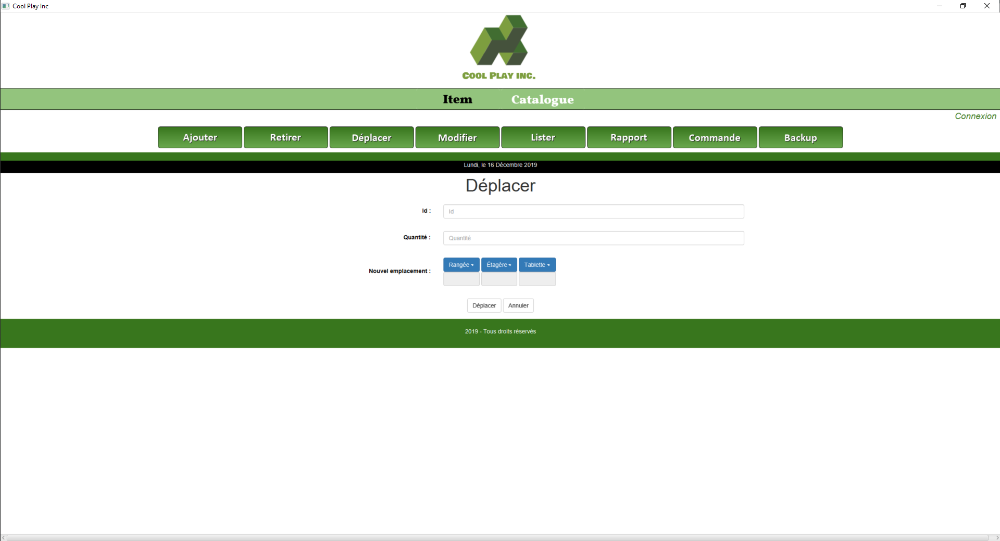 Cool Play Inc
COOL PLAY INC.
Item Catalogue
Connexion
Ajouter Retirer Déplacer Modifier Lister Rapport Commande Backup
Lundi, le 16 Décembre 2019
Déplacer
Id : Id
Quantité : Quantité
Rangée Étagère Tablette
Nouvel emplacement :
Déplacer Annuler
2019 - Tous droits réservés